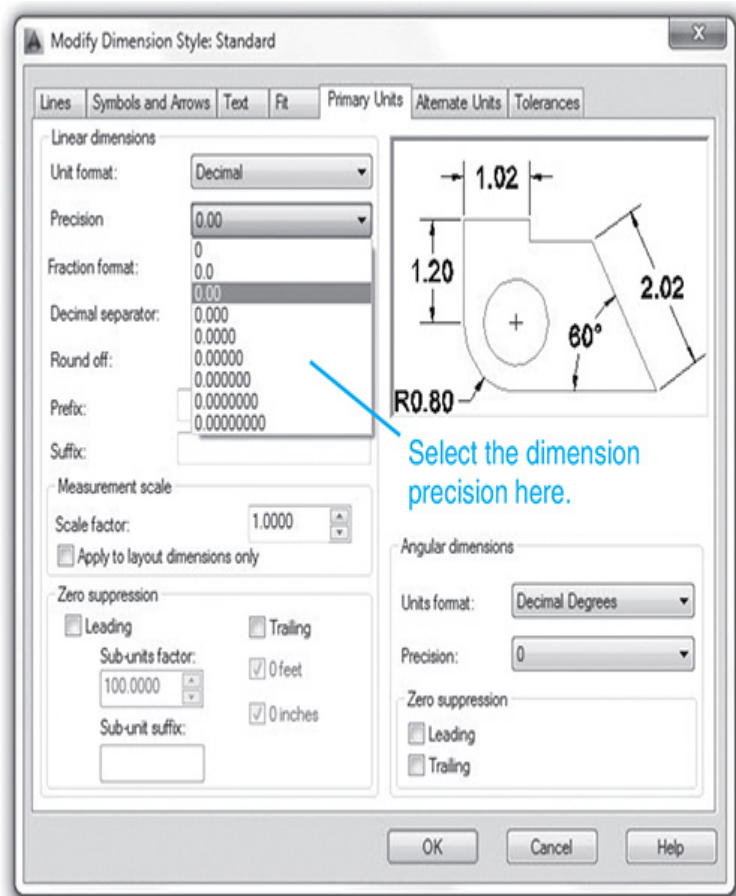 Modify Dimension Style: Standard
X
Lines
Symbols and Arrows
Text
Fit
Primary Units
Alternate Units
Tolerances
Linear dimensions
Unit format:
Decimal
Precision
0.00
0
0.0
0.00
0.000
0.0000
0.00000
0.000000
0.0000000
0.00000000
Fraction format:
Decimal separator:
Round off:
Prefix:
Suffix:
Measurement scale
Scale factor:
1.0000
Apply to layout dimensions only
Zero suppression
Leading
Trailing
Sub-units factor:
100.0000
0 feet
0 inches
Sub-unit suffix:
1.02
1.20
2.02
60°
R0.80
Select the dimension
precision here.
Angular dimensions
Units format:
Decimal Degrees
Precision:
0
Zero suppression
Leading
Trailing
OK
Cancel
Help